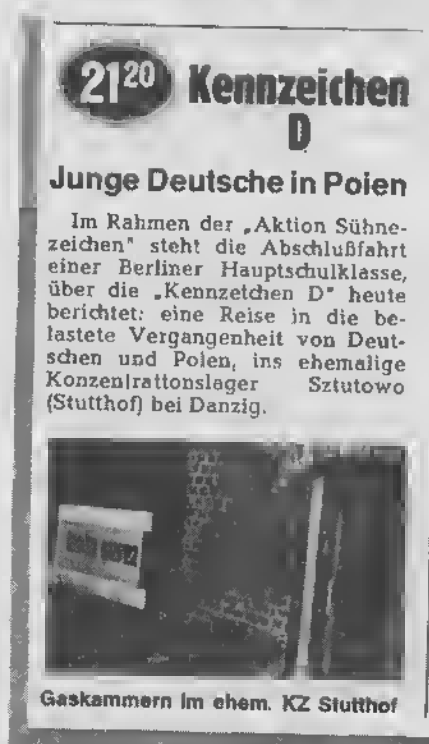 21²⁰ Kennzeichen
D
Junge Deutsche in Polen
Im Rahmen der „Aktion Sühne-
zeichen" steht die Abschlußfahrt
einer Berliner Hauptschulklasse,
über die „Kennzeichen D" heute
berichtet: eine Reise in die be-
lastete Vergangenheit von Deut-
schen und Polen, ins ehemalige
Konzentrationslager Sztutowo
(Stutthof) bei Danzig.
Gaskammern im ehem. KZ Stutthof